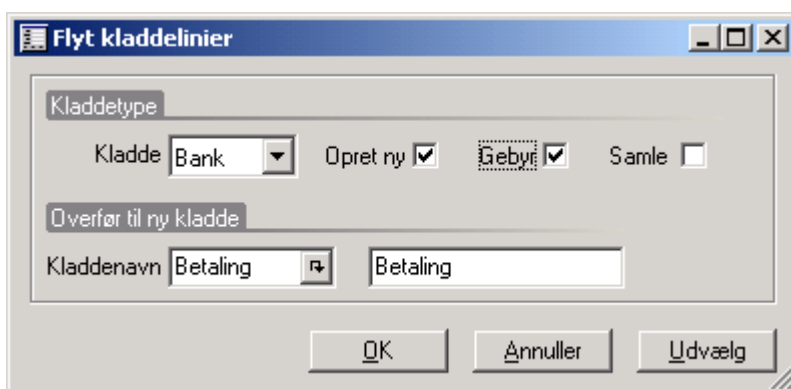 Flyt kladdelinier
Kladdetype
Kladde Bank Opret ny Gebyr Samle
Overfør til ny kladde
Kladdenavn Betaling Betaling
OK Annuller Udvælg